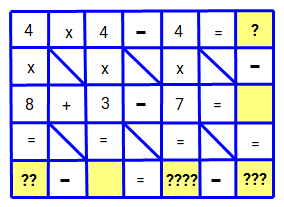 4 x 4 - 4 = ?
x x x -
8 + 3 - 7 =
= = = =
?? - = ???? - ???